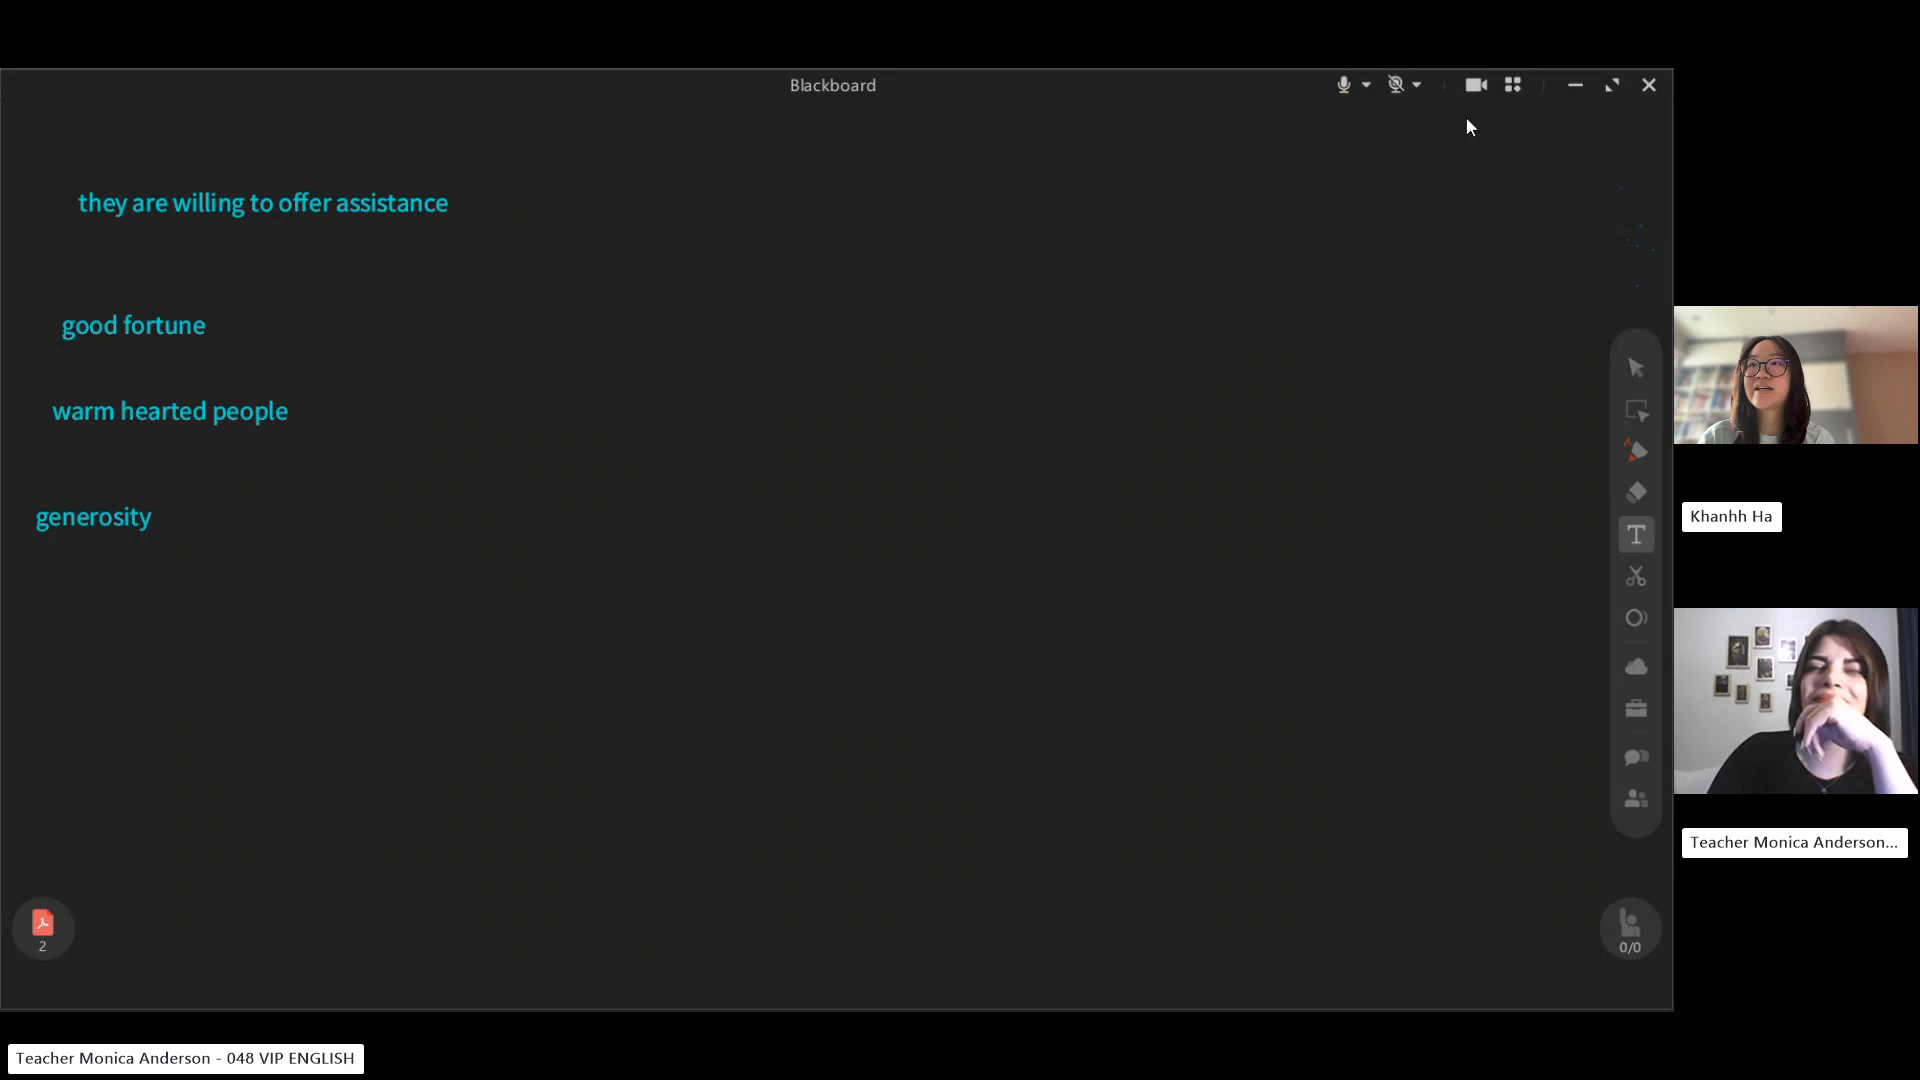 Blackboard
they are willing to offer assistance
good fortune
warm hearted people
generosity
Khanhh Ha
Teacher Monica Anderson...
2
0/0
Teacher Monica Anderson - 048 VIP ENGLISH